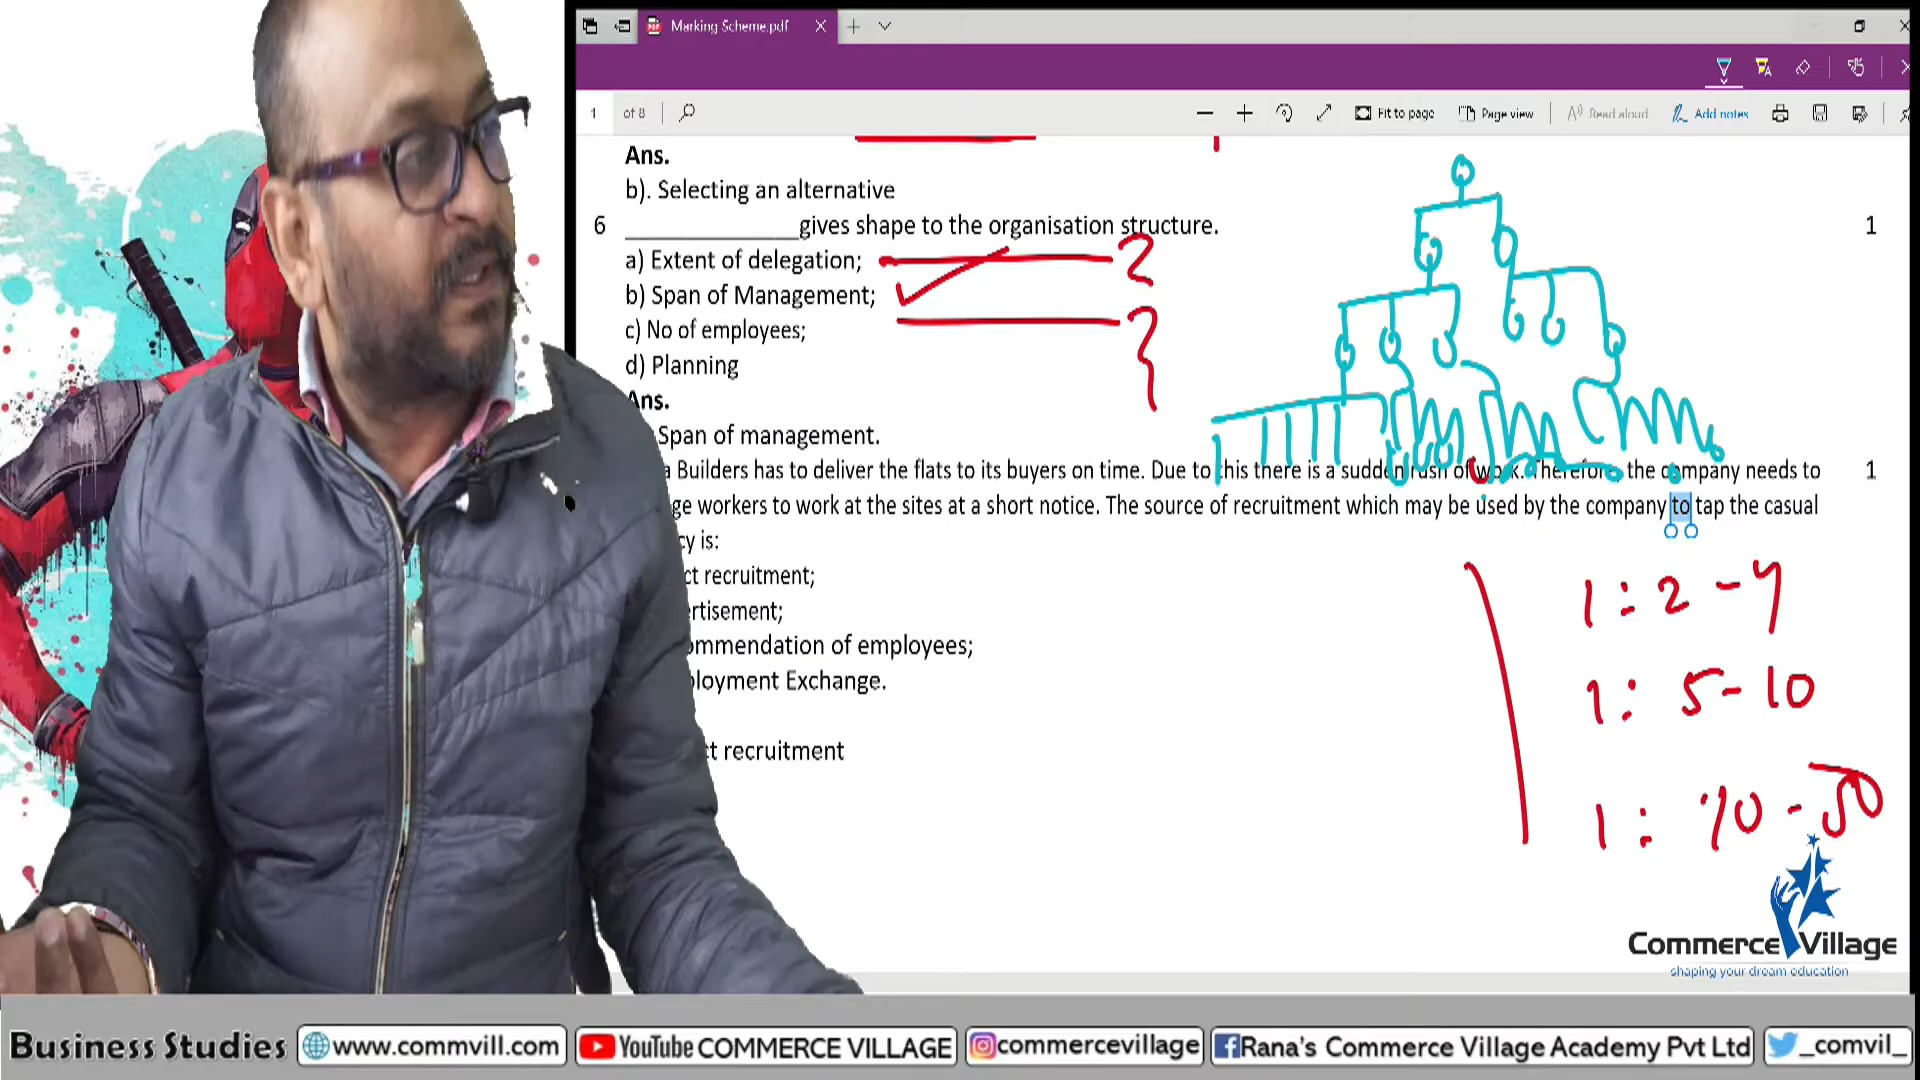 Marking Scheme.pdf
1 of 8
Fit to page
Page view
Read aloud
Add notes
Ans.
b). Selecting an alternative
6 ______________gives shape to the organisation structure. 1
a) Extent of delegation;
b) Span of Management;
c) No of employees;
d) Planning
Ans.
Span of management.
a Builders has to deliver the flats to its buyers on time. Due to this there is a sudden rush of work. Therefore, the company needs to 1
ge workers to work at the sites at a short notice. The source of recruitment which may be used by the company to tap the casual
cy is:
ct recruitment;
ertisement;
ommendation of employees;
ployment Exchange.
ct recruitment
1 : 2 - 4
1 : 5 - 10
1 : 10 - 50
Commerce Village
shaping your dream education
Business Studies
www.commvill.com
YouTube COMMERCE VILLAGE
commercevillage
Rana's Commerce Village Academy Pvt Ltd
_comvil_